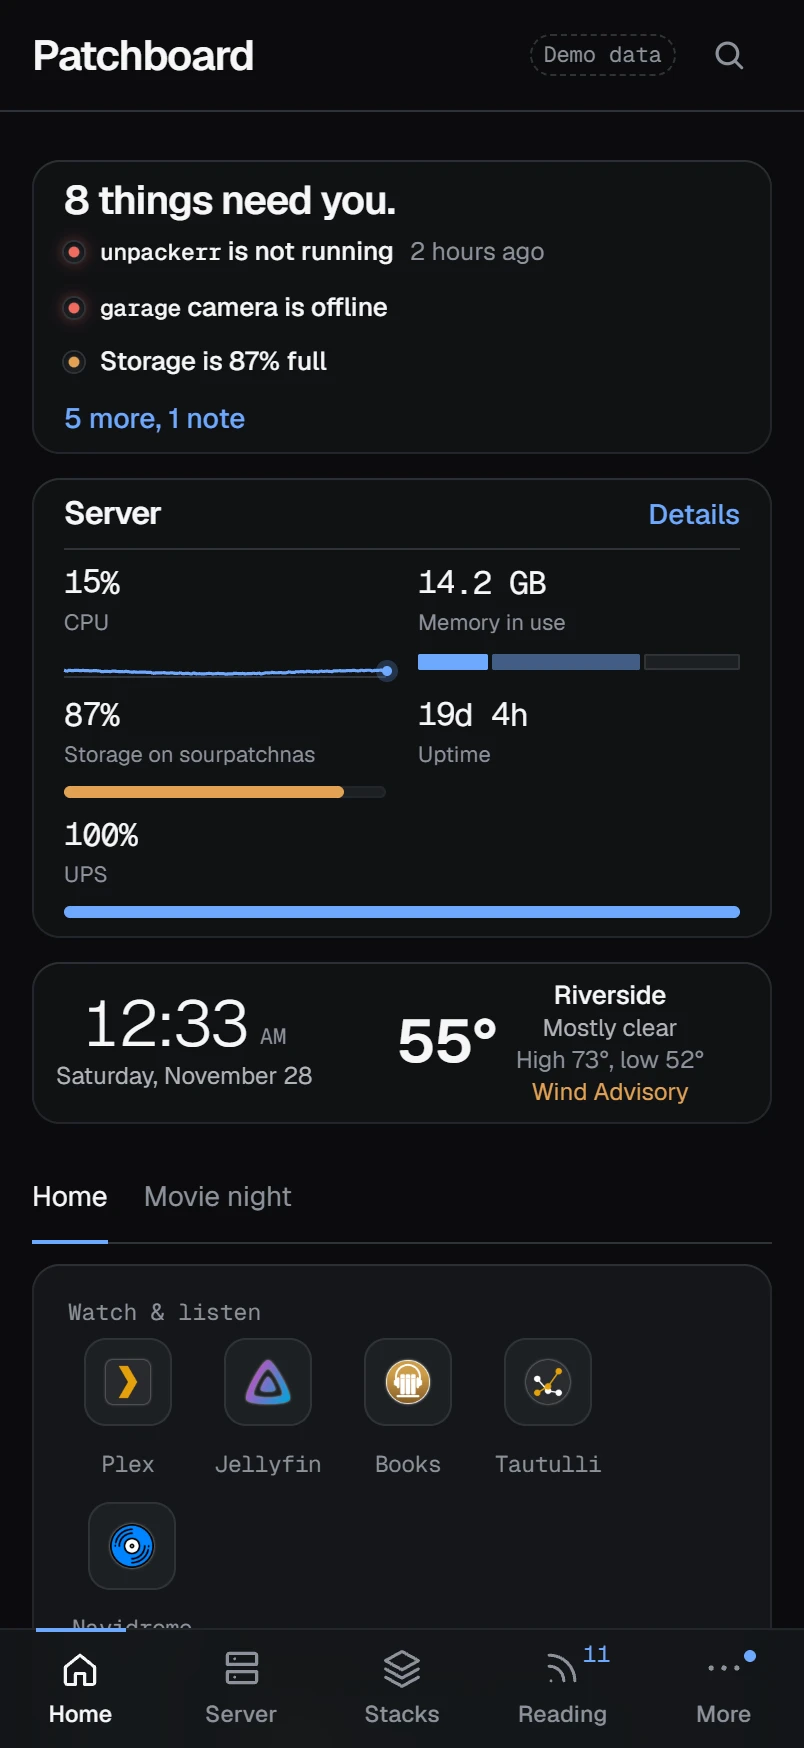 Patchboard
Demo data
8 things need you.
unpackerr is not running 2 hours ago
garage camera is offline
Storage is 87% full
5 more, 1 note
Server
Details
15%
CPU
14.2 GB
Memory in use
87%
Storage on sourpatchnas
19d 4h
Uptime
100%
UPS
12:33 AM
Saturday, November 28
55°
Riverside
Mostly clear
High 73°, low 52°
Wind Advisory
Home
Movie night
Watch & listen
Plex
Jellyfin
Books
Tautulli
Navidrome
11
Home
Server
Stacks
Reading
More